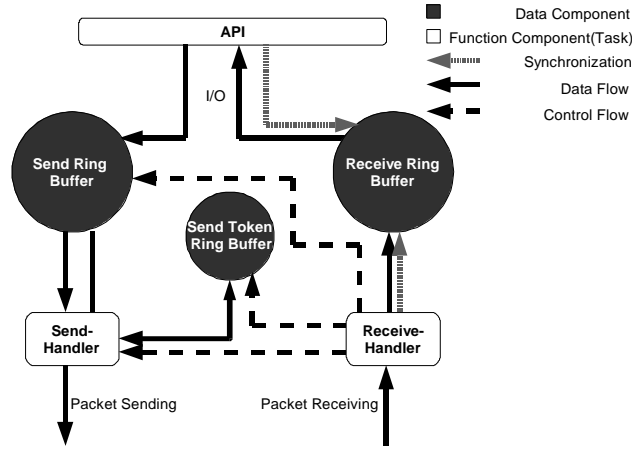 API
Data Component
Function Component(Task)
Synchronization
Data Flow
Control Flow
I/O
Send Ring
Buffer
Receive Ring
Buffer
Send Token
Ring Buffer
Send-
Handler
Receive-
Handler
Packet Sending
Packet Receiving